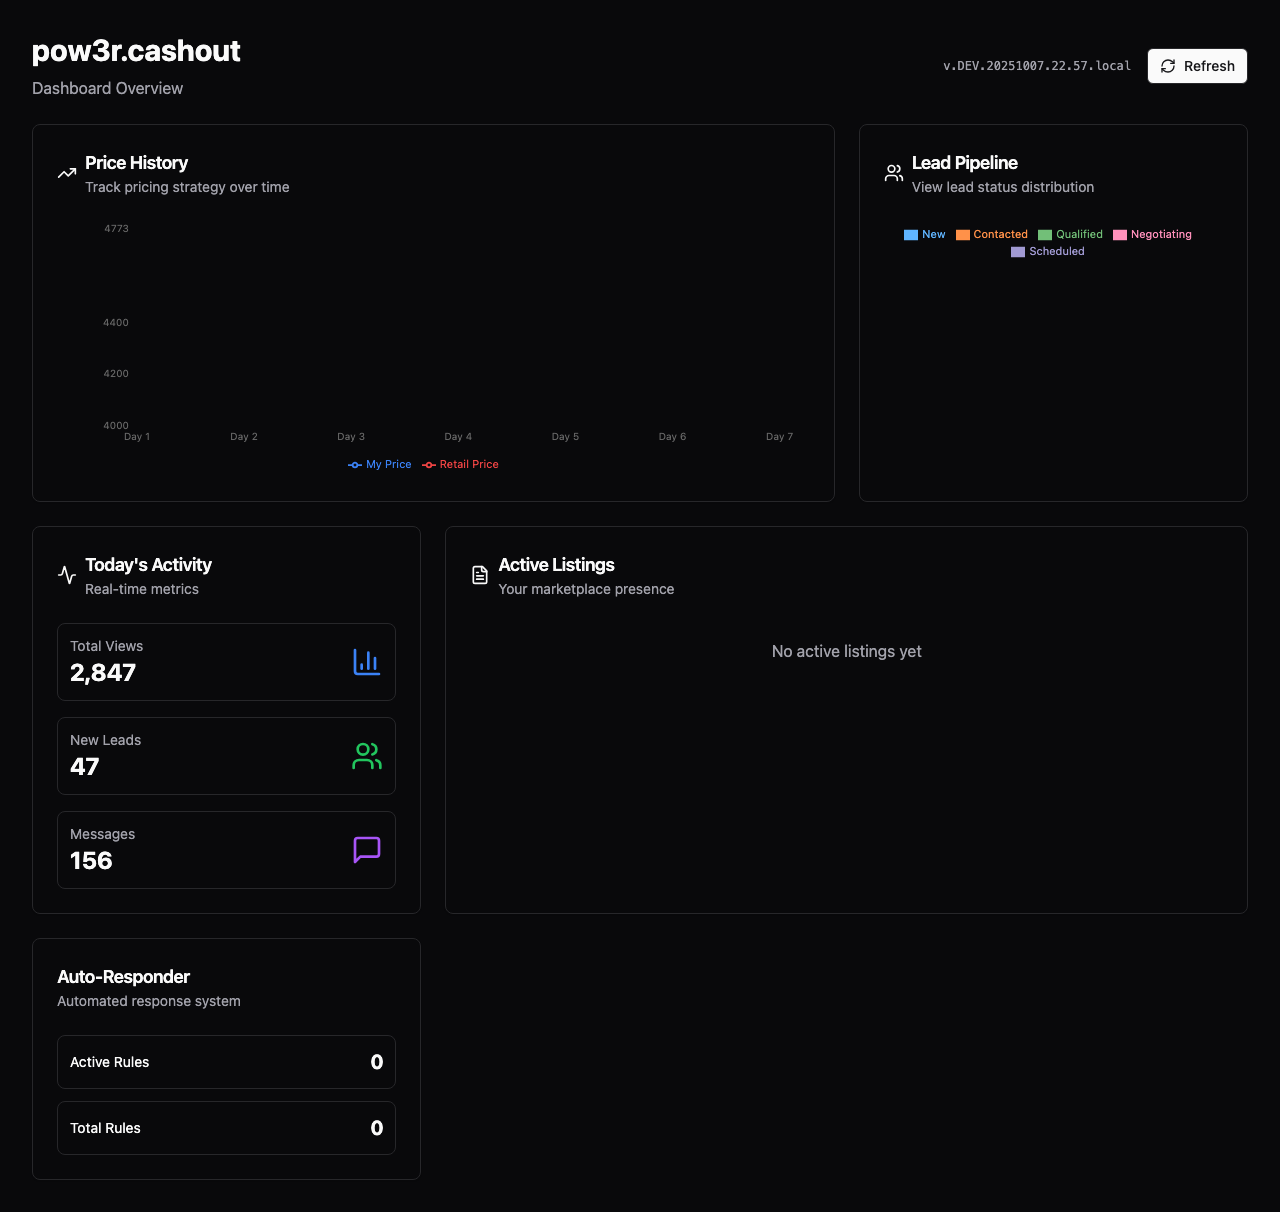 pow3r.cashout
Dashboard Overview
v.DEV.20251007.22.57.local
Refresh
Price History
Track pricing strategy over time
4773
4400
4200
4000
Day 1 Day 2 Day 3 Day 4 Day 5 Day 6 Day 7
My Price Retail Price
Lead Pipeline
View lead status distribution
New Contacted Qualified Negotiating
Scheduled
Today's Activity
Real-time metrics
Total Views
2,847
New Leads
47
Messages
156
Active Listings
Your marketplace presence
No active listings yet
Auto-Responder
Automated response system
Active Rules 0
Total Rules 0